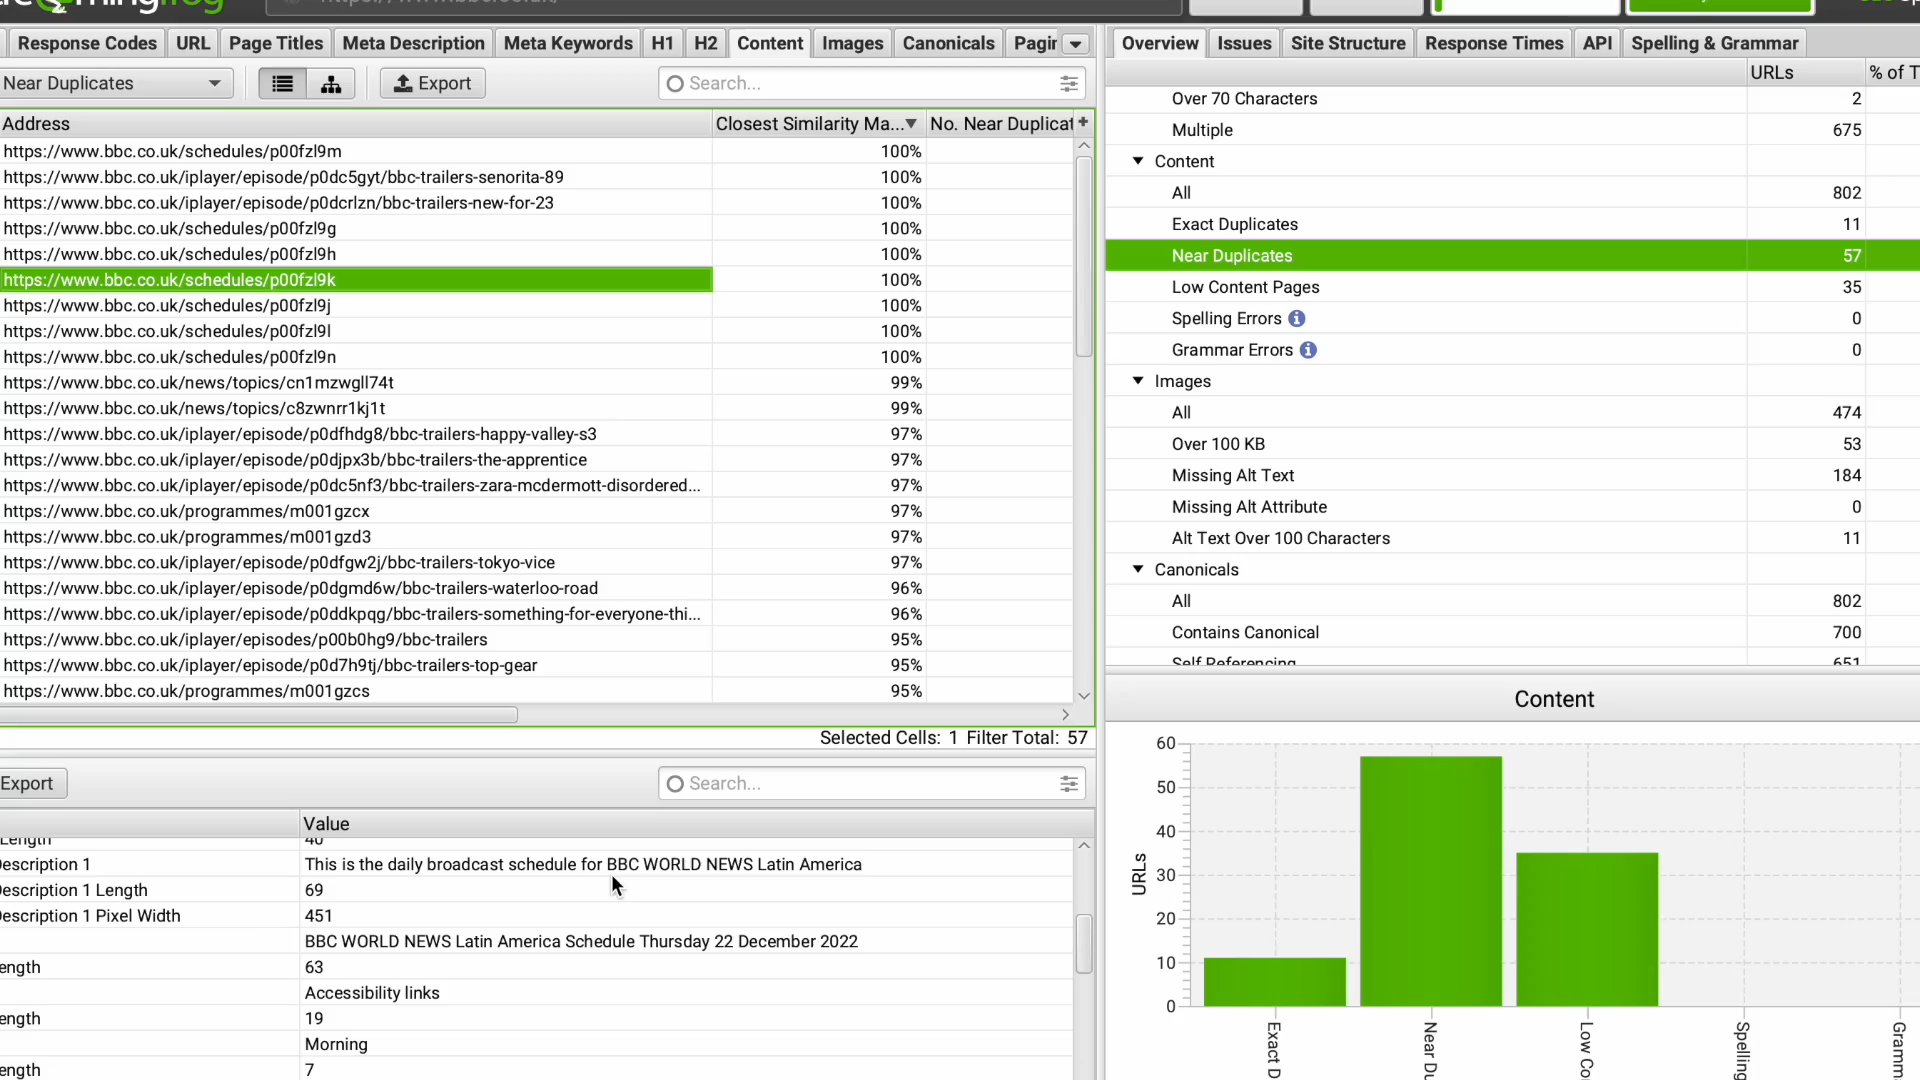 Response Codes URL Page Titles Meta Description Meta Keywords H1 H2 Content Images Canonicals Pagin
Near Duplicates Export Search...
Address Closest Similarity Ma... No. Near Duplicat +
https://www.bbc.co.uk/schedules/p00fzl9m 100%
https://www.bbc.co.uk/iplayer/episode/p0dc5gyt/bbc-trailers-senorita-89 100%
https://www.bbc.co.uk/iplayer/episode/p0dcrlzn/bbc-trailers-new-for-23 100%
https://www.bbc.co.uk/schedules/p00fzl9g 100%
https://www.bbc.co.uk/schedules/p00fzl9h 100%
https://www.bbc.co.uk/schedules/p00fzl9k 100%
https://www.bbc.co.uk/schedules/p00fzl9j 100%
https://www.bbc.co.uk/schedules/p00fzl9l 100%
https://www.bbc.co.uk/schedules/p00fzl9n 100%
https://www.bbc.co.uk/news/topics/cn1mzwgll74t 99%
https://www.bbc.co.uk/news/topics/c8zwnrr1kj1t 99%
https://www.bbc.co.uk/iplayer/episode/p0dfhdg8/bbc-trailers-happy-valley-s3 97%
https://www.bbc.co.uk/iplayer/episode/p0djpx3b/bbc-trailers-the-apprentice 97%
https://www.bbc.co.uk/iplayer/episode/p0dc5nf3/bbc-trailers-zara-mcdermott-disordered... 97%
https://www.bbc.co.uk/programmes/m001gzcx 97%
https://www.bbc.co.uk/programmes/m001gzd3 97%
https://www.bbc.co.uk/iplayer/episode/p0dfgw2j/bbc-trailers-tokyo-vice 97%
https://www.bbc.co.uk/iplayer/episode/p0dgmd6w/bbc-trailers-waterloo-road 96%
https://www.bbc.co.uk/iplayer/episode/p0ddkpqg/bbc-trailers-something-for-everyone-thi... 96%
https://www.bbc.co.uk/iplayer/episodes/p00b0hg9/bbc-trailers 95%
https://www.bbc.co.uk/iplayer/episode/p0d7h9tj/bbc-trailers-top-gear 95%
https://www.bbc.co.uk/programmes/m001gzcs 95%
Selected Cells: 1 Filter Total: 57
Export Search...
Value
Length 40
Description 1 This is the daily broadcast schedule for BBC WORLD NEWS Latin America
Description 1 Length 69
Description 1 Pixel Width 451
BBC WORLD NEWS Latin America Schedule Thursday 22 December 2022
ength 63
Accessibility links
ength 19
Morning
ength 7
Overview Issues Site Structure Response Times API Spelling & Grammar
URLs % of T
Over 70 Characters 2
Multiple 675
Content
All 802
Exact Duplicates 11
Near Duplicates 57
Low Content Pages 35
Spelling Errors 0
Grammar Errors 0
Images
All 474
Over 100 KB 53
Missing Alt Text 184
Missing Alt Attribute 0
Alt Text Over 100 Characters 11
Canonicals
All 802
Contains Canonical 700
Self Referencing 651
Content
URLs
60
50
40
30
20
10
0
Exact D
Near Du
Low Co
Spelling
Gramm